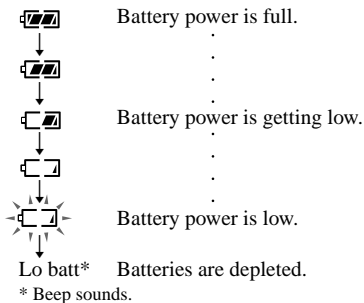 Battery power is full.
Battery power is getting low.
Battery power is low.
Lo batt* Batteries are depleted.
* Beep sounds.